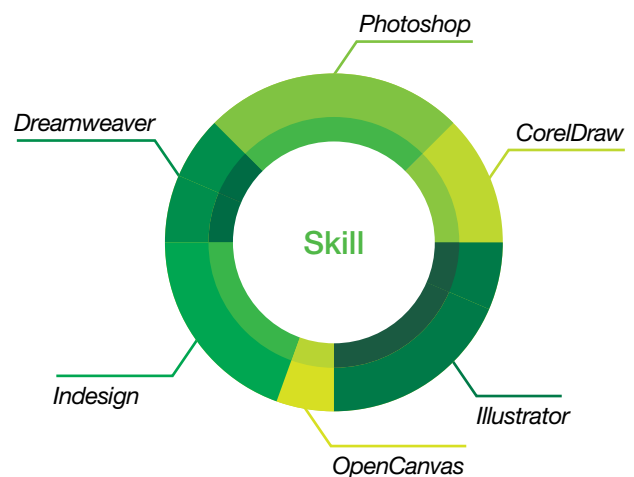 Photoshop
Dreamweaver
CorelDraw
Skill
Indesign
Illustrator
OpenCanvas